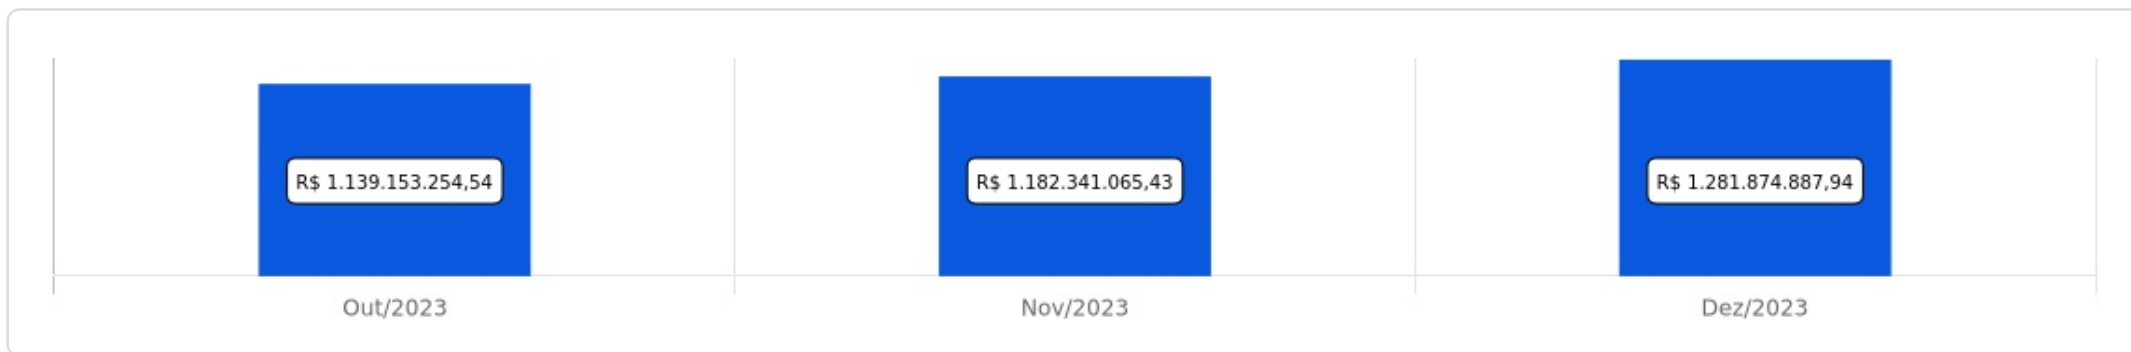 R$ 1.139.153.254,54
R$ 1.182.341.065,43
R$ 1.281.874.887,94
Out/2023
Nov/2023
Dez/2023